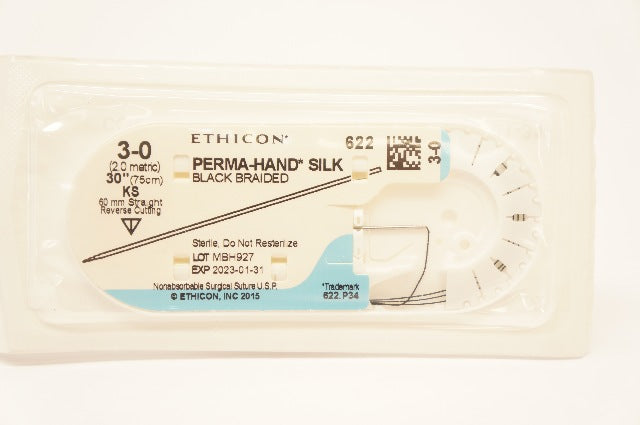 ETHICON*
622
3-0
3-0
(2.0 metric)
30" (75cm)
KS
60 mm Straight
Reverse Cutting
PERMA-HAND* SILK
BLACK BRAIDED
Sterile, Do Not Resterilize
LOT MBH927
EXP 2023-01-31
Nonabsorbable Surgical Suture U.S.P.
© ETHICON, INC 2015
*Trademark
622.P34